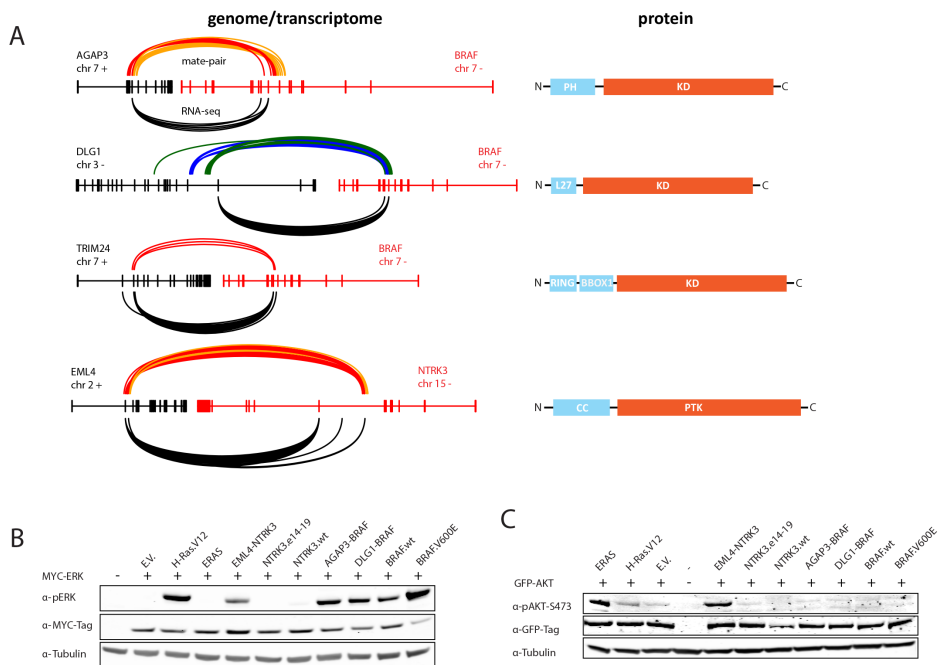 genome/transcriptome
protein
A
AGAP3
chr 7 +
mate-pair
RNA-seq
BRAF
chr 7 -
N PH KD C
DLG1
chr 3 -
BRAF
chr 7 -
N L27 KD C
TRIM24
chr 7 +
BRAF
chr 7 -
N RING BBOX1 KD C
EML4
chr 2 +
NTRK3
chr 15 -
N CC PTK C
B
E.V.
H-Ras.V12
ERAS
EML4-NTRK3
NTRK3.e14-19
NTRK3.wt
AGAP3-BRAF
DLG1-BRAF
BRAF.wt
BRAF.V600E
MYC-ERK - + + + + + + + + + +
α-pERK
α-MYC-Tag
α-Tubulin
C
ERAS
H-Ras.V12
E.V.
-
EML4-NTRK3
NTRK3.e14-19
NTRK3.wt
AGAP3-BRAF
DLG1-BRAF
BRAF.wt
BRAF.V600E
GFP-AKT + + + - + + + + + + +
α-pAKT-S473
α-GFP-Tag
α-Tubulin